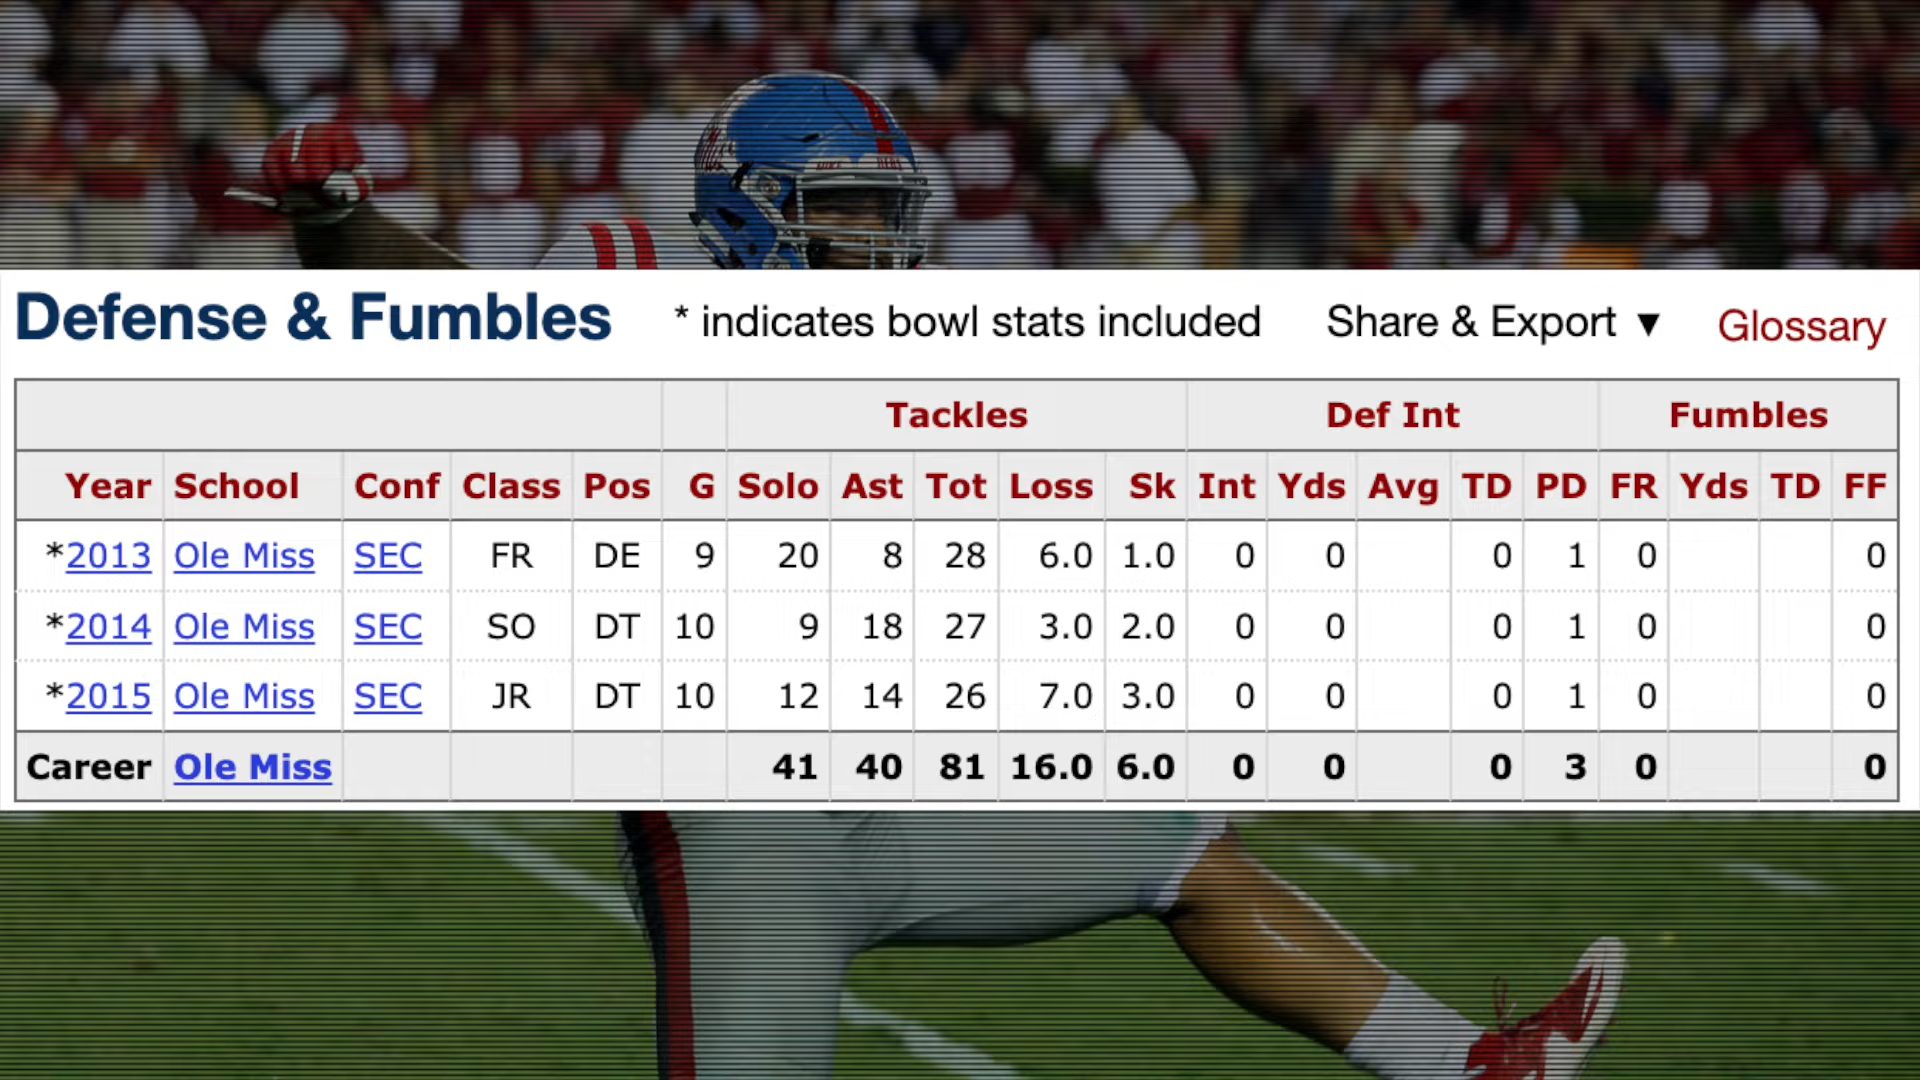 Defense & Fumbles * indicates bowl stats included Share & Export ▼ Glossary
Tackles Def Int Fumbles
Year School Conf Class Pos G Solo Ast Tot Loss Sk Int Yds Avg TD PD FR Yds TD FF
*2013 Ole Miss SEC FR DE 9 20 8 28 6.0 1.0 0 0 0 1 0 0
*2014 Ole Miss SEC SO DT 10 9 18 27 3.0 2.0 0 0 0 1 0 0
*2015 Ole Miss SEC JR DT 10 12 14 26 7.0 3.0 0 0 0 1 0 0
Career Ole Miss 41 40 81 16.0 6.0 0 0 0 3 0 0